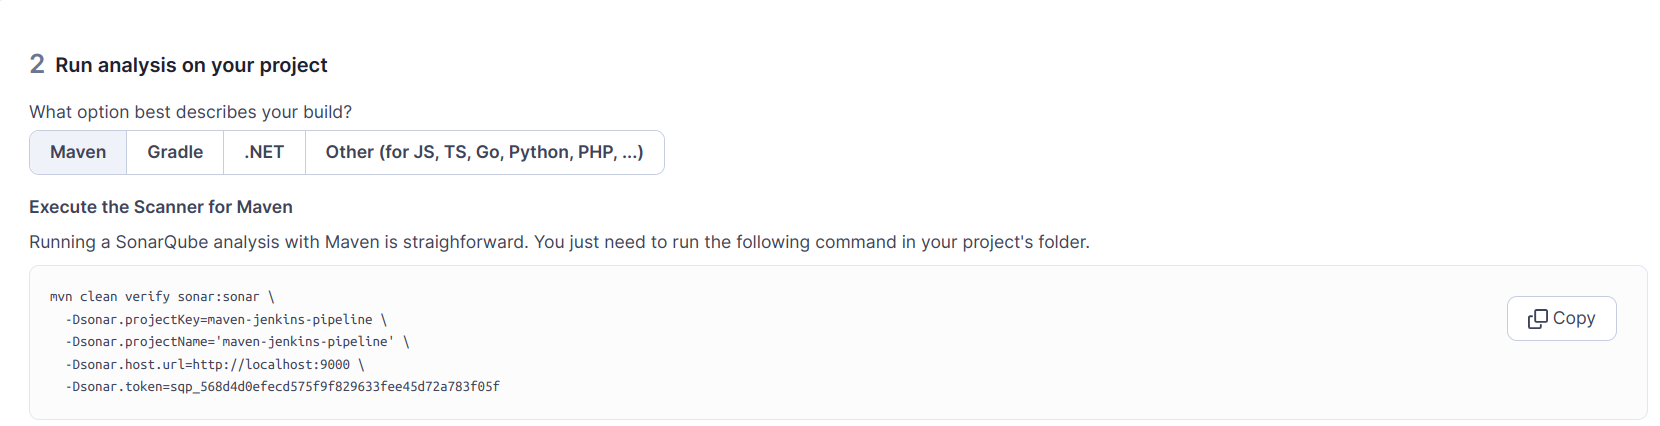 2 Run analysis on your project
What option best describes your build?
Maven Gradle .NET Other (for JS, TS, Go, Python, PHP, ...)
Execute the Scanner for Maven
Running a SonarQube analysis with Maven is straighforward. You just need to run the following command in your project's folder.
mvn clean verify sonar:sonar \
  -Dsonar.projectKey=maven-jenkins-pipeline \
  -Dsonar.projectName='maven-jenkins-pipeline' \
  -Dsonar.host.url=http://localhost:9000 \
  -Dsonar.token=sqp_568d4d0efecd575f9f829633fee45d72a783f05f
Copy